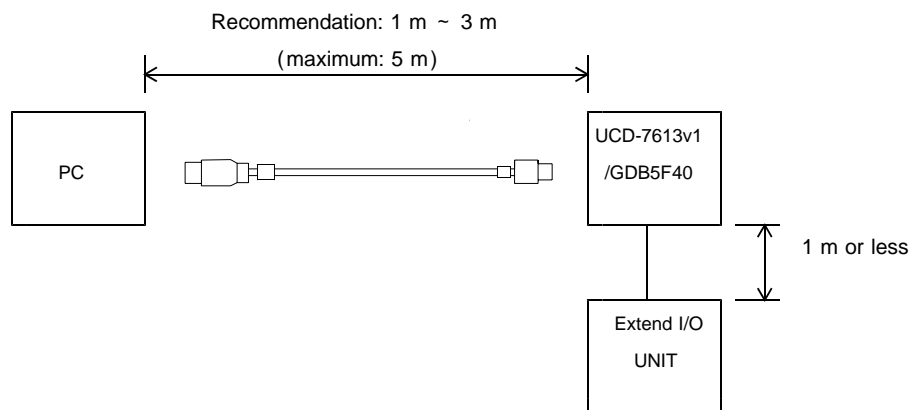 Recommendation: 1 m ~ 3 m
(maximum: 5 m)
PC
UCD-7613v1
/GDB5F40
1 m or less
Extend I/O
UNIT